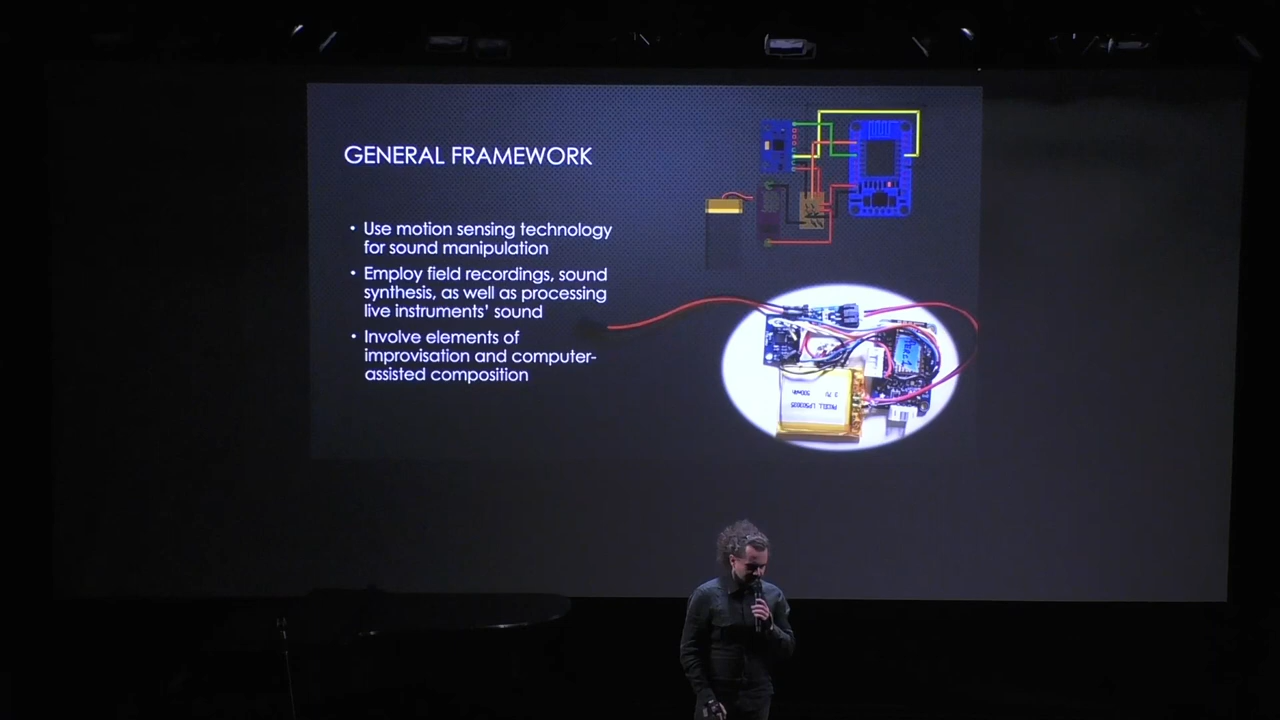 GENERAL FRAMEWORK
• Use motion sensing technology
for sound manipulation
• Employ field recordings, sound
synthesis, as well as processing
live instruments' sound
• Involve elements of
improvisation and computer-
assisted composition